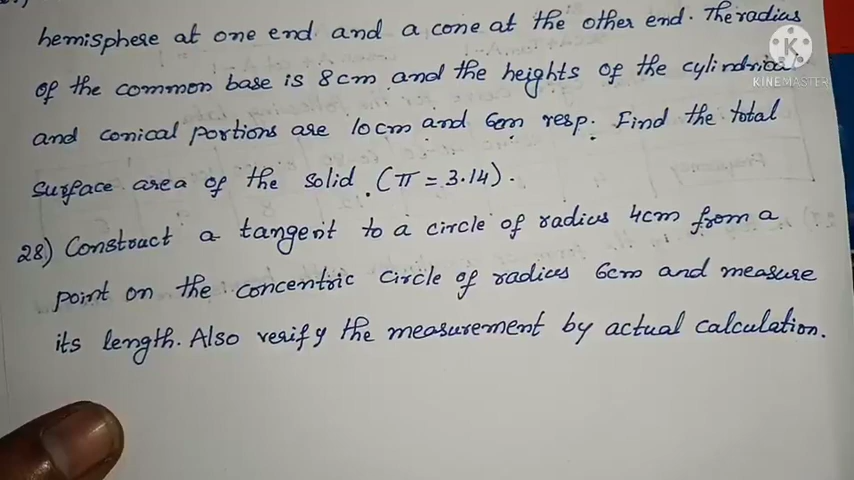 hemisphere at one end and a cone at the other end. The radius
of the common base is 8cm and the heights of the cylindrical
and conical portions are 10cm and 6cm resp. Find the total
surface area of the solid. (π = 3.14).
28) Construct a tangent to a circle of radius 4cm from a
point on the concentric circle of radius 6cm and measure
its length. Also verify the measurement by actual calculation.
K
KINEMASTER